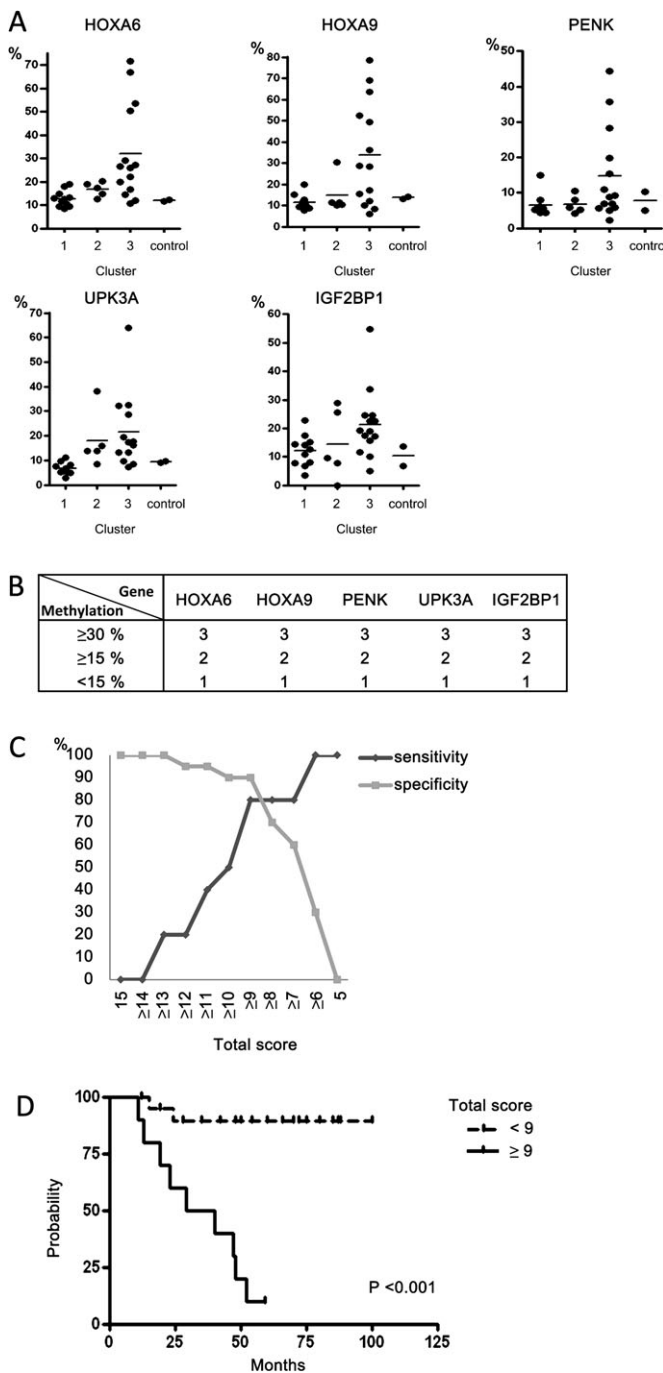 A
HOXA6
HOXA9
PENK
%
70
60
50
40
30
20
10
0
1 2 3 control
Cluster
%
80
70
60
50
40
30
20
10
0
1 2 3 control
Cluster
%
50
40
30
20
10
0
1 2 3 control
Cluster
UPK3A
IGF2BP1
%
70
60
50
40
30
20
10
0
1 2 3 control
Cluster
%
60
50
40
30
20
10
0
1 2 3 control
Cluster
B
Gene
Methylation
HOXA6 HOXA9 PENK UPK3A IGF2BP1
≥30 % 3 3 3 3 3
≥15 % 2 2 2 2 2
<15 % 1 1 1 1 1
C
%
100
90
80
70
60
50
40
30
20
10
0
15 ≥14 ≥13 ≥12 ≥11 ≥10 ≥9 ≥8 ≥7 ≥6 5
Total score
sensitivity
specificity
D
Probability
100
75
50
25
0
0 25 50 75 100 125
Months
P <0.001
Total score
< 9
≥ 9